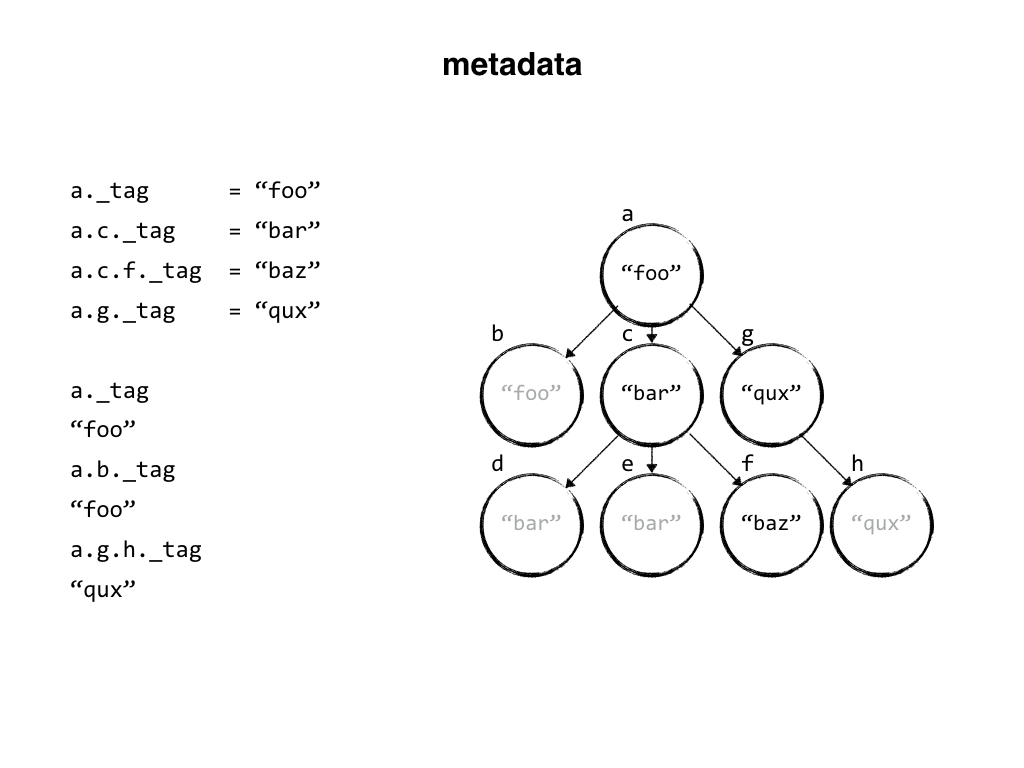 metadata
a._tag = “foo”
a.c._tag = “bar”
a.c.f._tag = “baz”
a.g._tag = “qux”
a._tag
“foo”
a.b._tag
“foo”
a.g.h._tag
“qux”
a
“foo”
b c g
“foo” “bar” “qux”
d e f h
“bar” “bar” “baz” “qux”